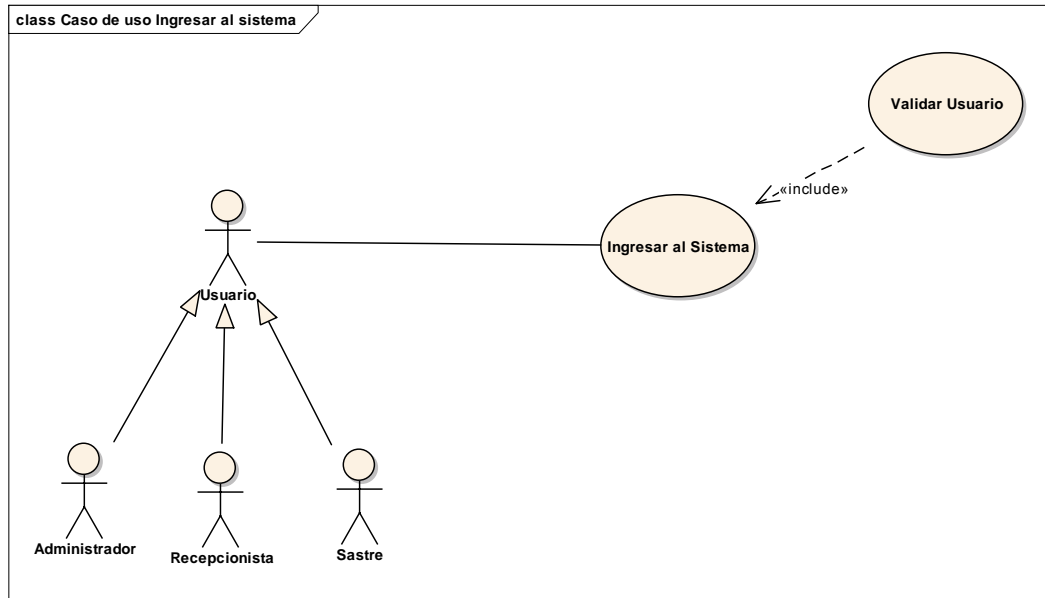 class Caso de uso Ingresar al sistema
Validar Usuario
«include»
Ingresar al Sistema
Usuario
Administrador
Recepcionista
Sastre